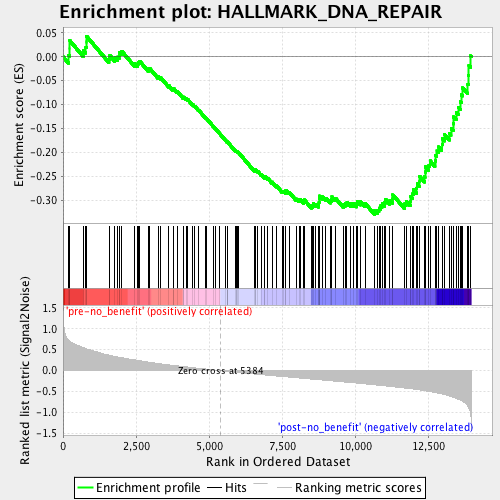 Enrichment plot: HALLMARK_DNA_REPAIR
Enrichment score (ES)
0.05
0.00
-0.05
-0.10
-0.15
-0.20
-0.25
-0.30
'pre-no_benefit' (positively correlated)
Ranked list metric (Signal2Noise)
1.5
1.0
0.5
0.0
-0.5
-1.0
-1.5
Zero cross at 5384
'post-no_benefit' (negatively correlated)
0
2,500
5,000
7,500
10,000
12,500
Rank in Ordered Dataset
Enrichment profile
Hits
Ranking metric scores